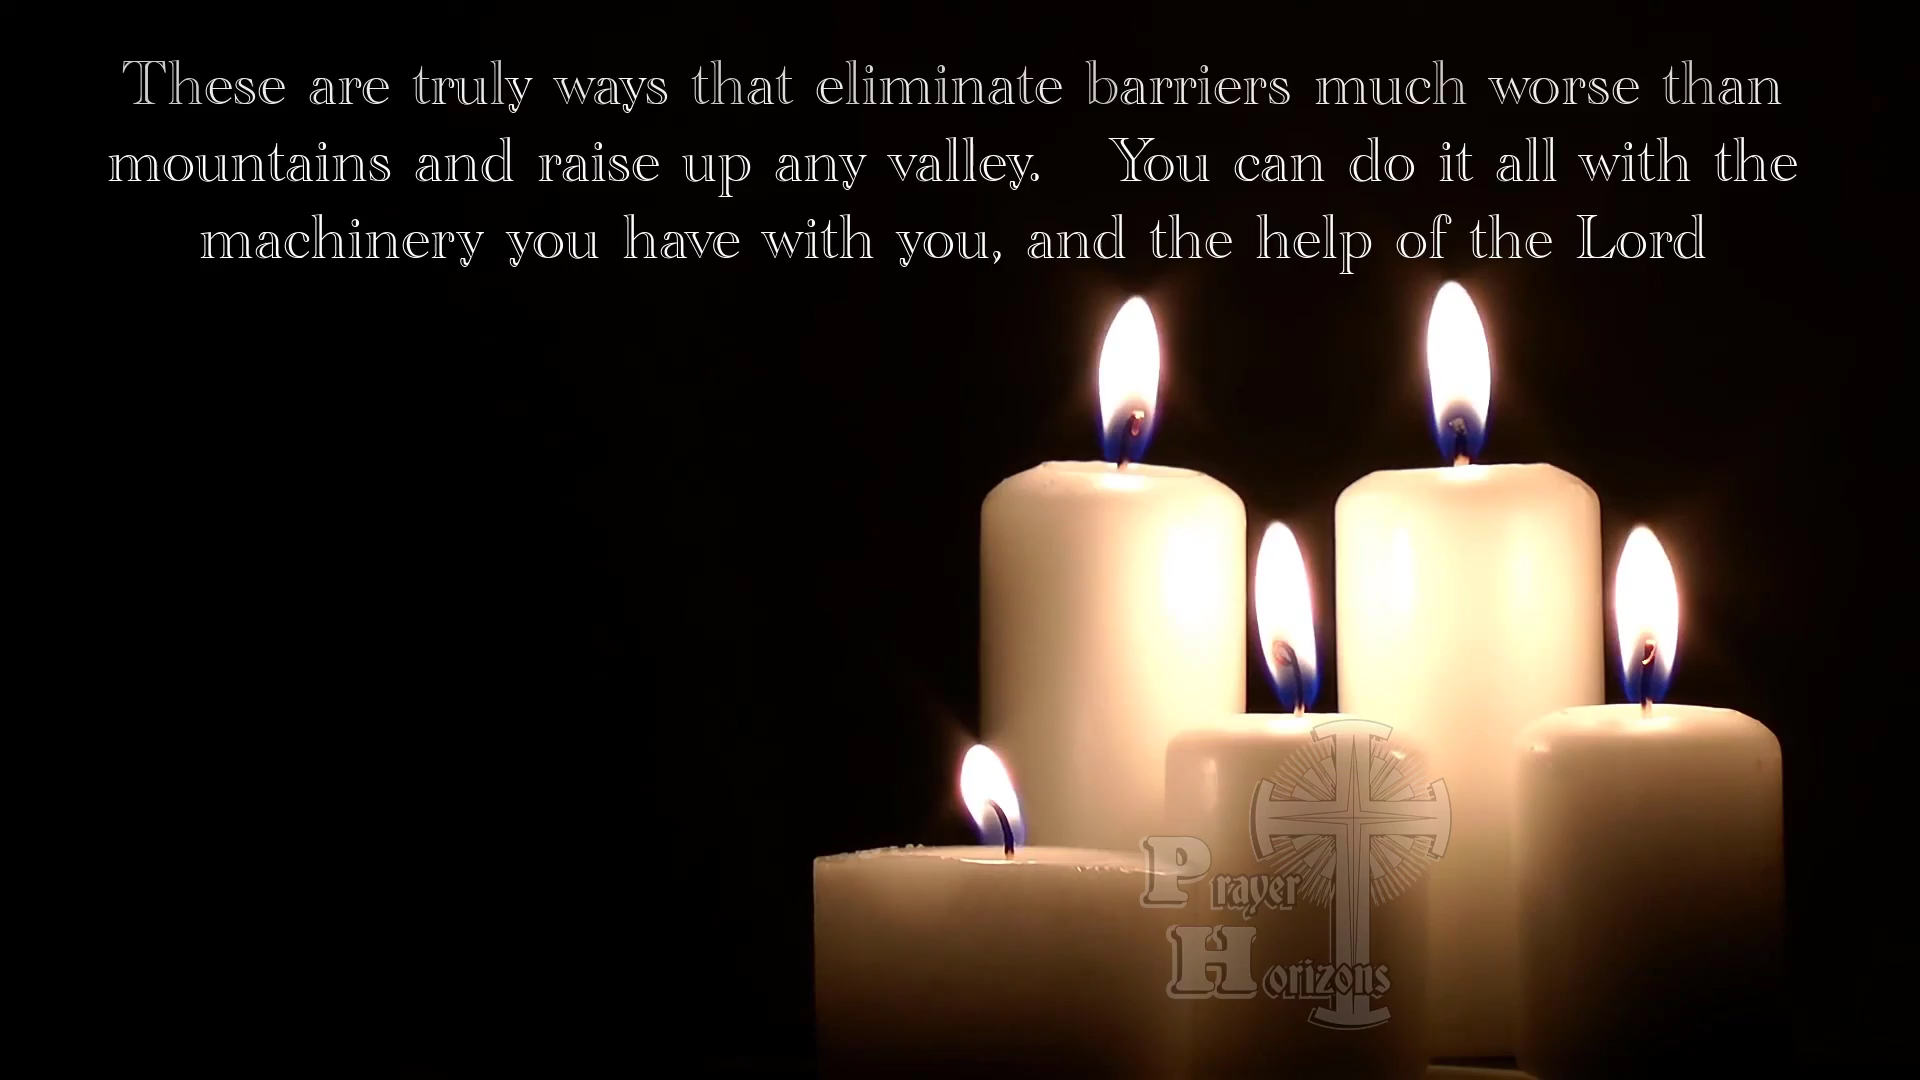 These are truly ways that eliminate barriers much worse than
mountains and raise up any valley. You can do it all with the
machinery you have with you, and the help of the Lord
Prayer
Horizons